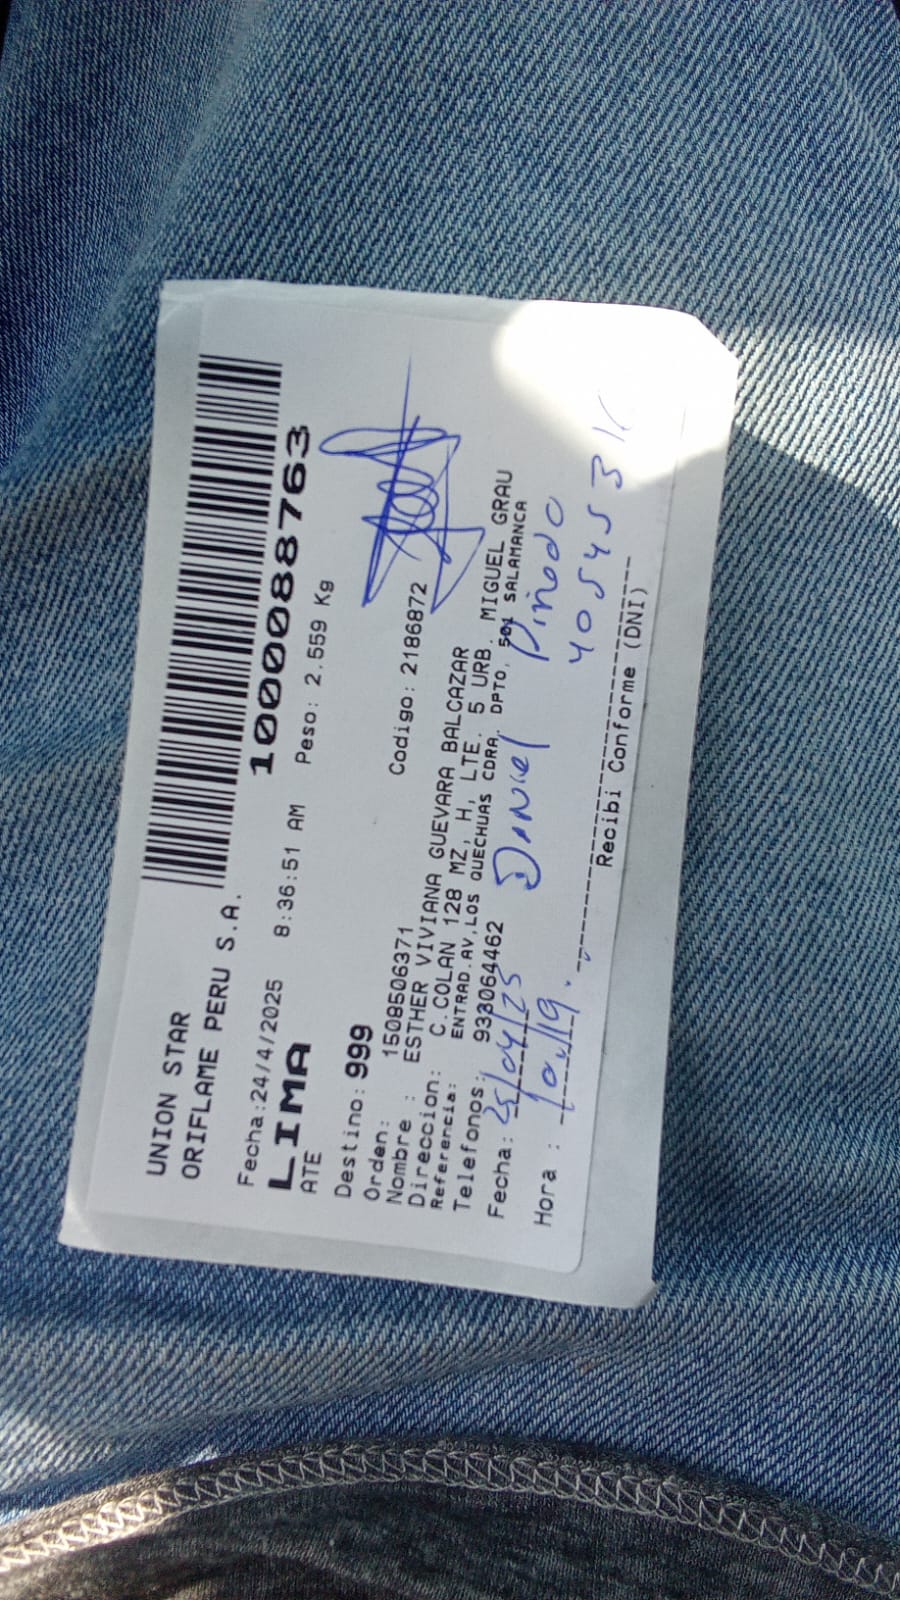 UNION STAR
ORIFLAME PERU S.A.
1000088763
Fecha:24/4/2025 8:36:51 AM Peso: 2.559 Kg
LIMA
ATE
Destino: 999
Orden: 1508506371 Codigo: 2186872
Nombre : ESTHER VIVIANA GUEVARA BALCAZAR
Direccion: C.COLAN 128 MZ, H, LTE. 5 URB. MIGUEL GRAU
Referencia: ENTRAD.AV,LOS QUECHUAS CDRA. DPTO, 501 SALAMANCA
Telefonos: 933064462
Fecha: 25/04/25 Daniel Piñedo
Hora : 10:19.
Recibi Conforme (DNI)